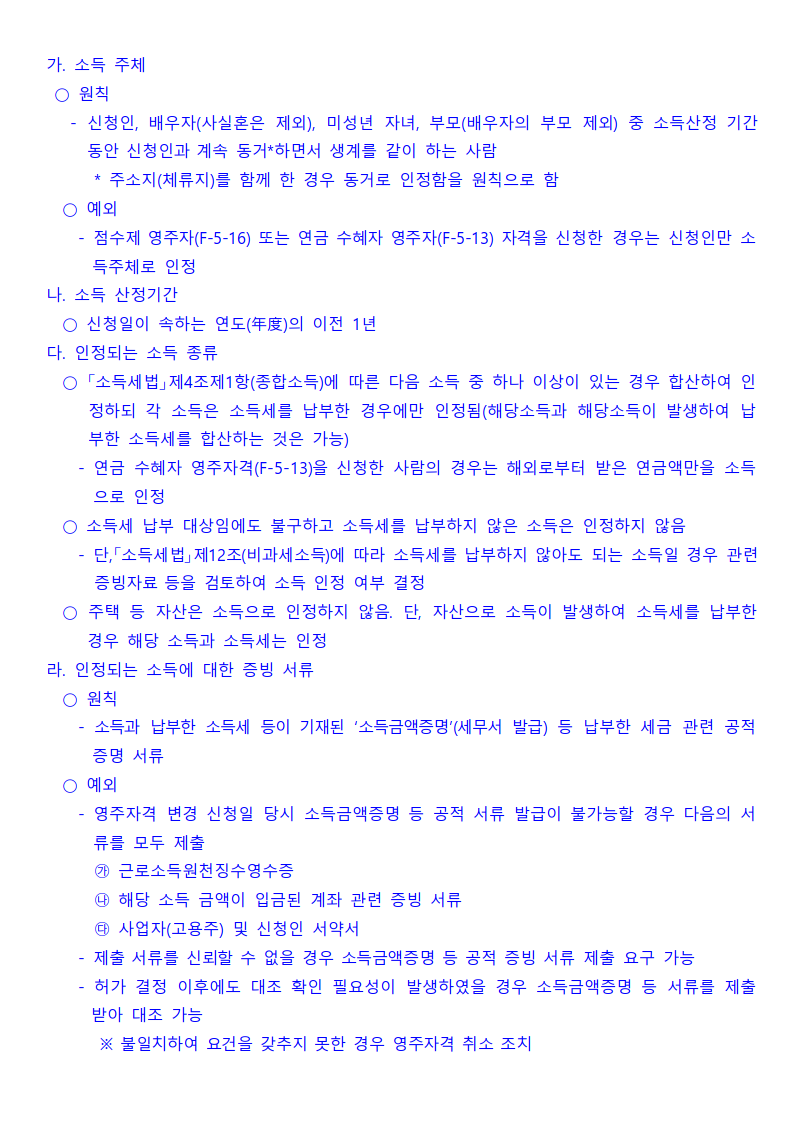 가. 소득 주체
○ 원칙
- 신청인, 배우자(사실혼은 제외), 미성년 자녀, 부모(배우자의 부모 제외) 중 소득산정 기간
동안 신청인과 계속 동거*하면서 생계를 같이 하는 사람
* 주소지(체류지)를 함께 한 경우 동거로 인정함을 원칙으로 함
○ 예외
- 점수제 영주자(F-5-16) 또는 연금 수혜자 영주자(F-5-13) 자격을 신청한 경우는 신청인만 소
득주체로 인정
나. 소득 산정기간
○ 신청일이 속하는 연도(年度)의 이전 1년
다. 인정되는 소득 종류
○ 「소득세법」제4조제1항(종합소득)에 따른 다음 소득 중 하나 이상이 있는 경우 합산하여 인
정하되 각 소득은 소득세를 납부한 경우에만 인정됨(해당소득과 해당소득이 발생하여 납
부한 소득세를 합산하는 것은 가능)
- 연금 수혜자 영주자격(F-5-13)을 신청한 사람의 경우는 해외로부터 받은 연금액만을 소득
으로 인정
○ 소득세 납부 대상임에도 불구하고 소득세를 납부하지 않은 소득은 인정하지 않음
- 단,「소득세법」제12조(비과세소득)에 따라 소득세를 납부하지 않아도 되는 소득일 경우 관련
증빙자료 등을 검토하여 소득 인정 여부 결정
○ 주택 등 자산은 소득으로 인정하지 않음. 단, 자산으로 소득이 발생하여 소득세를 납부한
경우 해당 소득과 소득세는 인정
라. 인정되는 소득에 대한 증빙 서류
○ 원칙
- 소득과 납부한 소득세 등이 기재된 ‘소득금액증명’(세무서 발급) 등 납부한 세금 관련 공적
증명 서류
○ 예외
- 영주자격 변경 신청일 당시 소득금액증명 등 공적 서류 발급이 불가능할 경우 다음의 서
류를 모두 제출
㉮ 근로소득원천징수영수증
㉯ 해당 소득 금액이 입금된 계좌 관련 증빙 서류
㉰ 사업자(고용주) 및 신청인 서약서
- 제출 서류를 신뢰할 수 없을 경우 소득금액증명 등 공적 증빙 서류 제출 요구 가능
- 허가 결정 이후에도 대조 확인 필요성이 발생하였을 경우 소득금액증명 등 서류를 제출
받아 대조 가능
※ 불일치하여 요건을 갖추지 못한 경우 영주자격 취소 조치